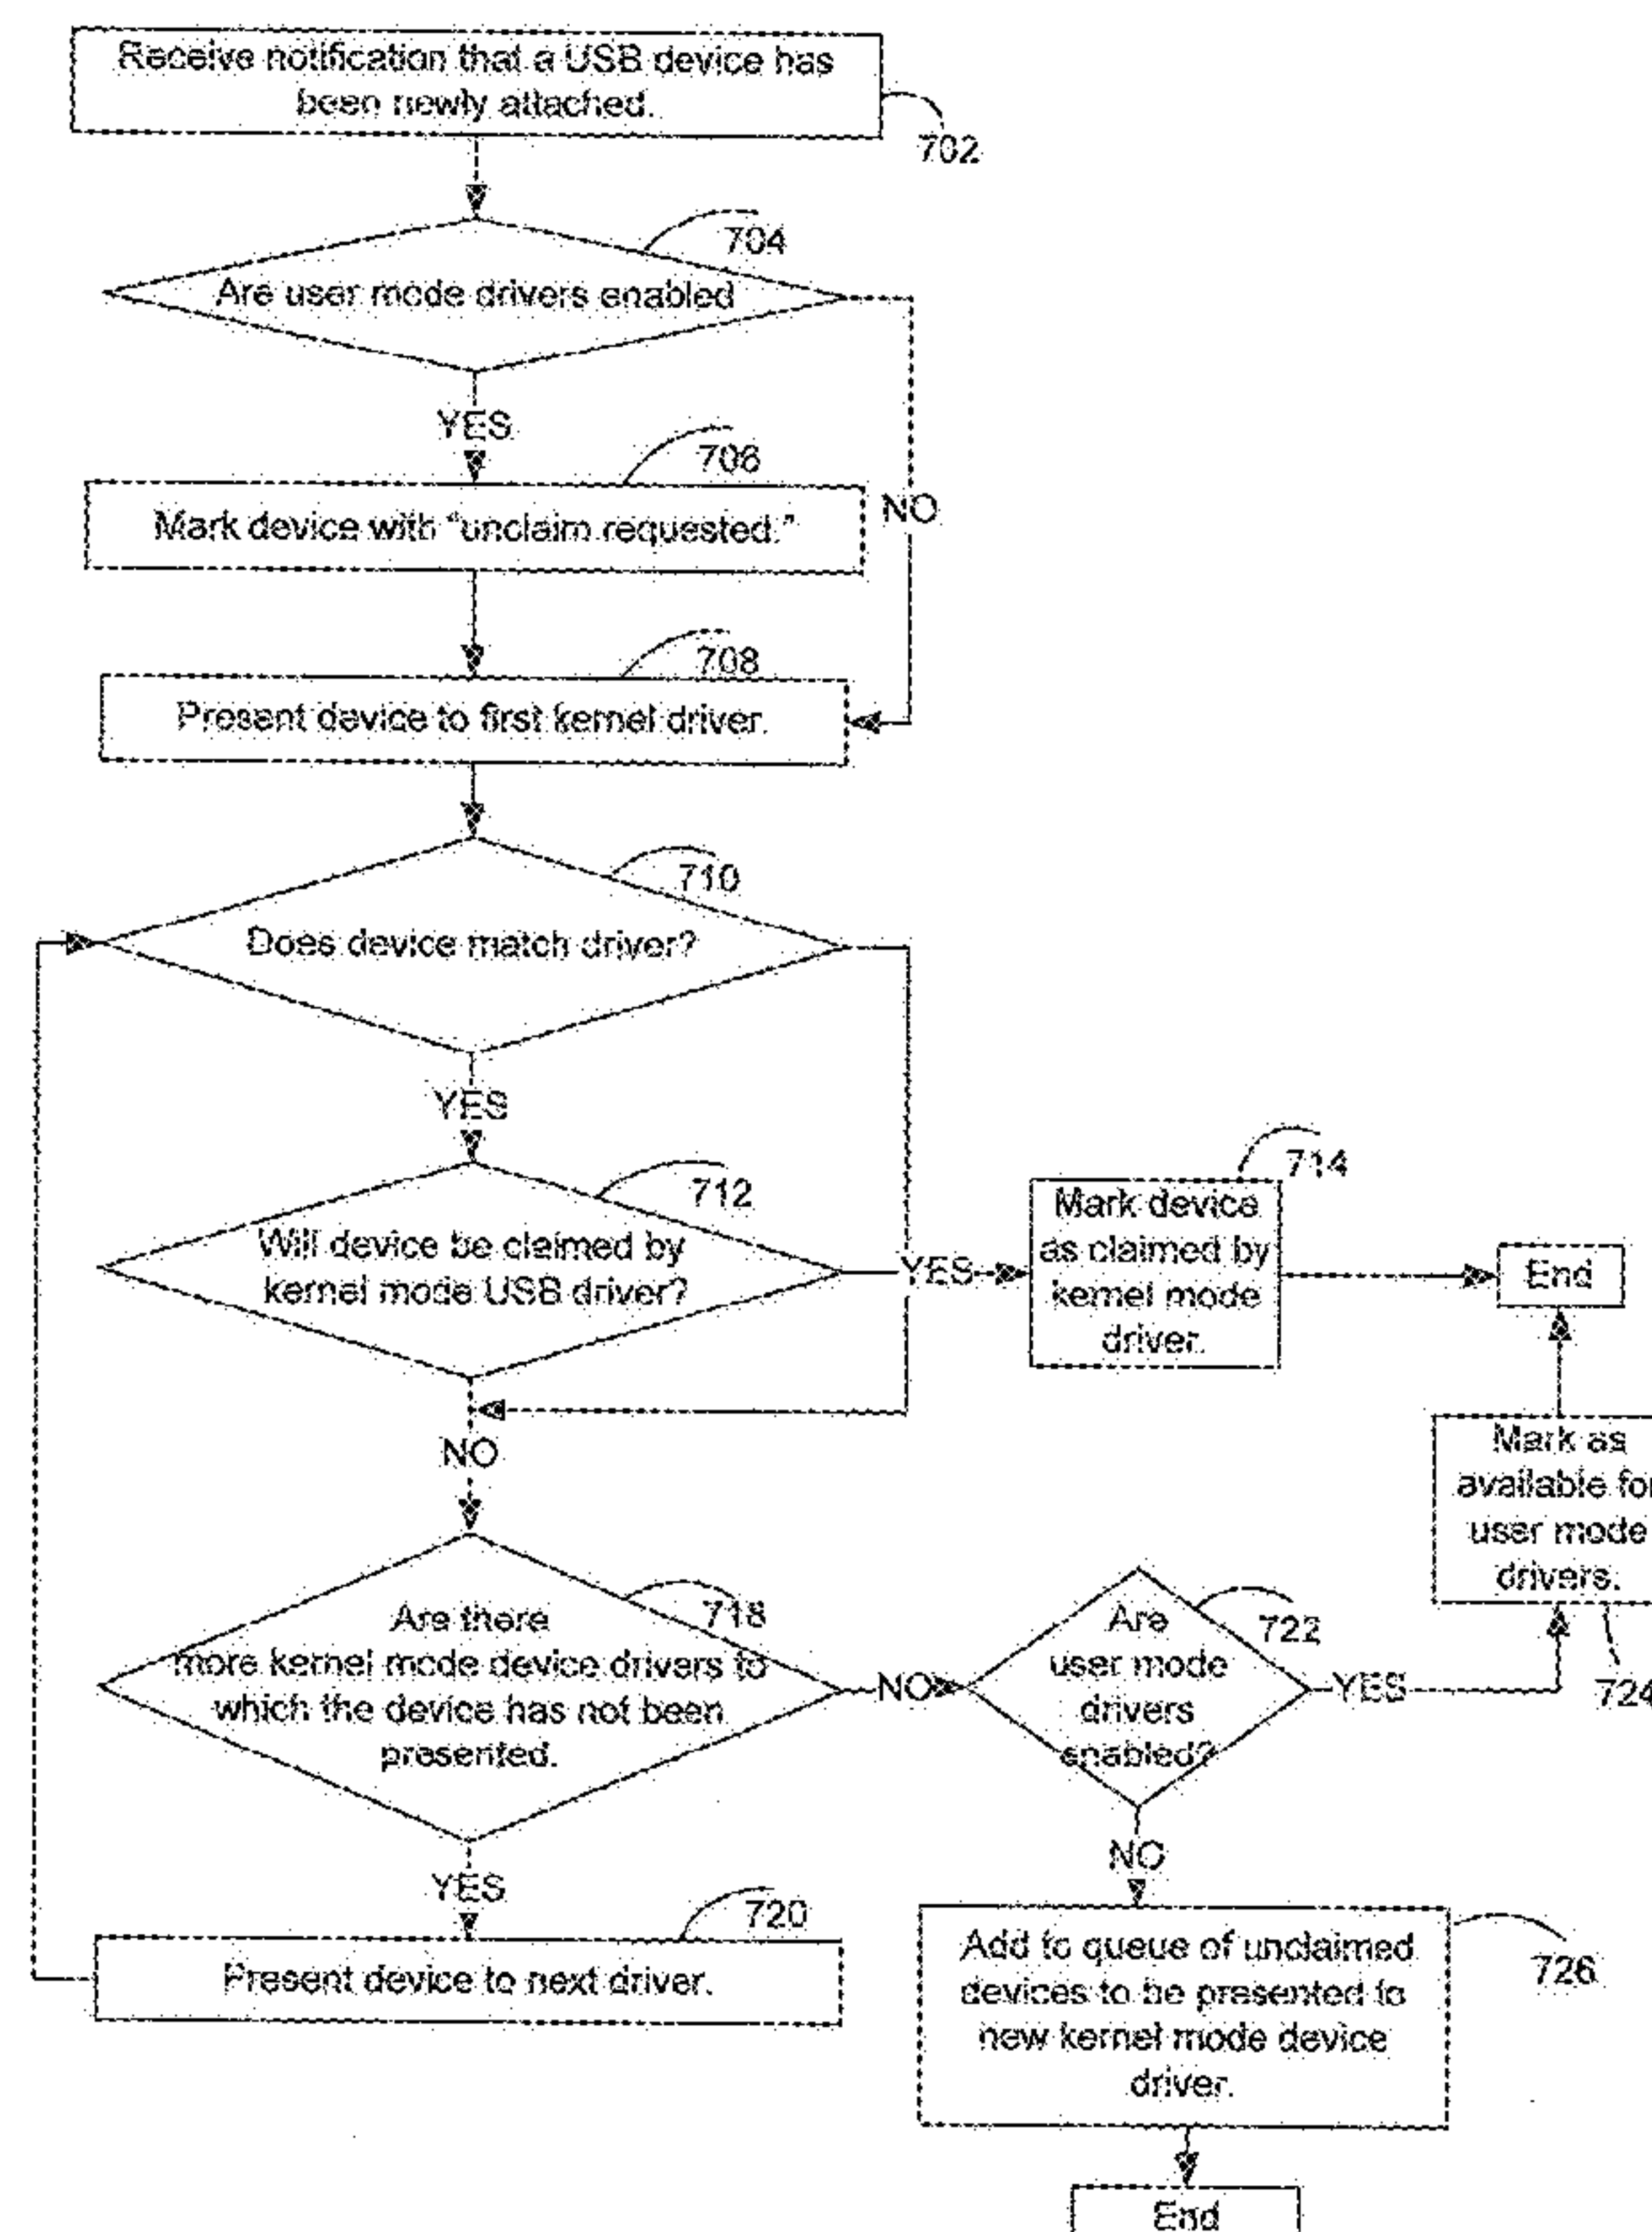 Receive notification that a USB device has
been newly attached.
702
704
Are user mode drivers enabled
YES
706
NO
Mark device with "unclaim requested."
708
Present device to first kernel driver.
710
Does device match driver?
YES
712
Will device be claimed by
kernel mode USB driver?
YES
714
Mark device
as claimed by
kernel mode
driver.
End
NO
Mark as
available for
user mode
drivers.
724
718
Are there
more kernel mode device drivers to
which the device has not been
presented.
NO
722
Are
user mode
drivers
enabled?
YES
YES
NO
720
Present device to next driver.
Add to queue of unclaimed
devices to be presented to
new kernel mode device
driver.
726
End